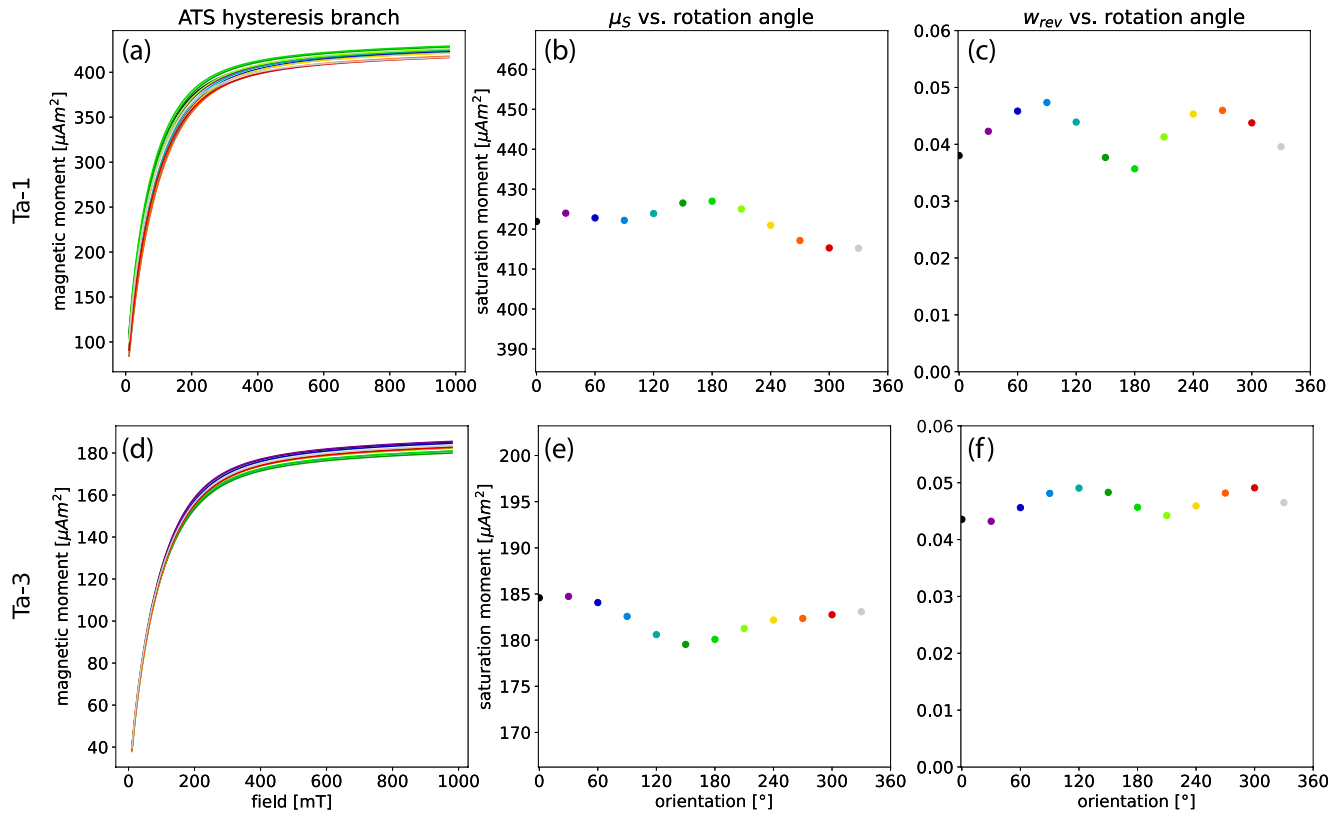 ATS hysteresis branch
μ_S vs. rotation angle
w_rev vs. rotation angle
Ta-1
(a)
magnetic moment [μAm²]
400
350
300
250
200
150
100
0 200 400 600 800 1000
(b)
saturation moment [μAm²]
460
450
440
430
420
410
400
390
0 60 120 180 240 300 360
(c)
0.06
0.05
0.04
0.03
0.02
0.01
0.00
0 60 120 180 240 300 360
Ta-3
(d)
magnetic moment [μAm²]
180
160
140
120
100
80
60
40
0 200 400 600 800 1000
field [mT]
(e)
saturation moment [μAm²]
200
195
190
185
180
175
170
0 60 120 180 240 300 360
orientation [°]
(f)
0.06
0.05
0.04
0.03
0.02
0.01
0.00
0 60 120 180 240 300 360
orientation [°]